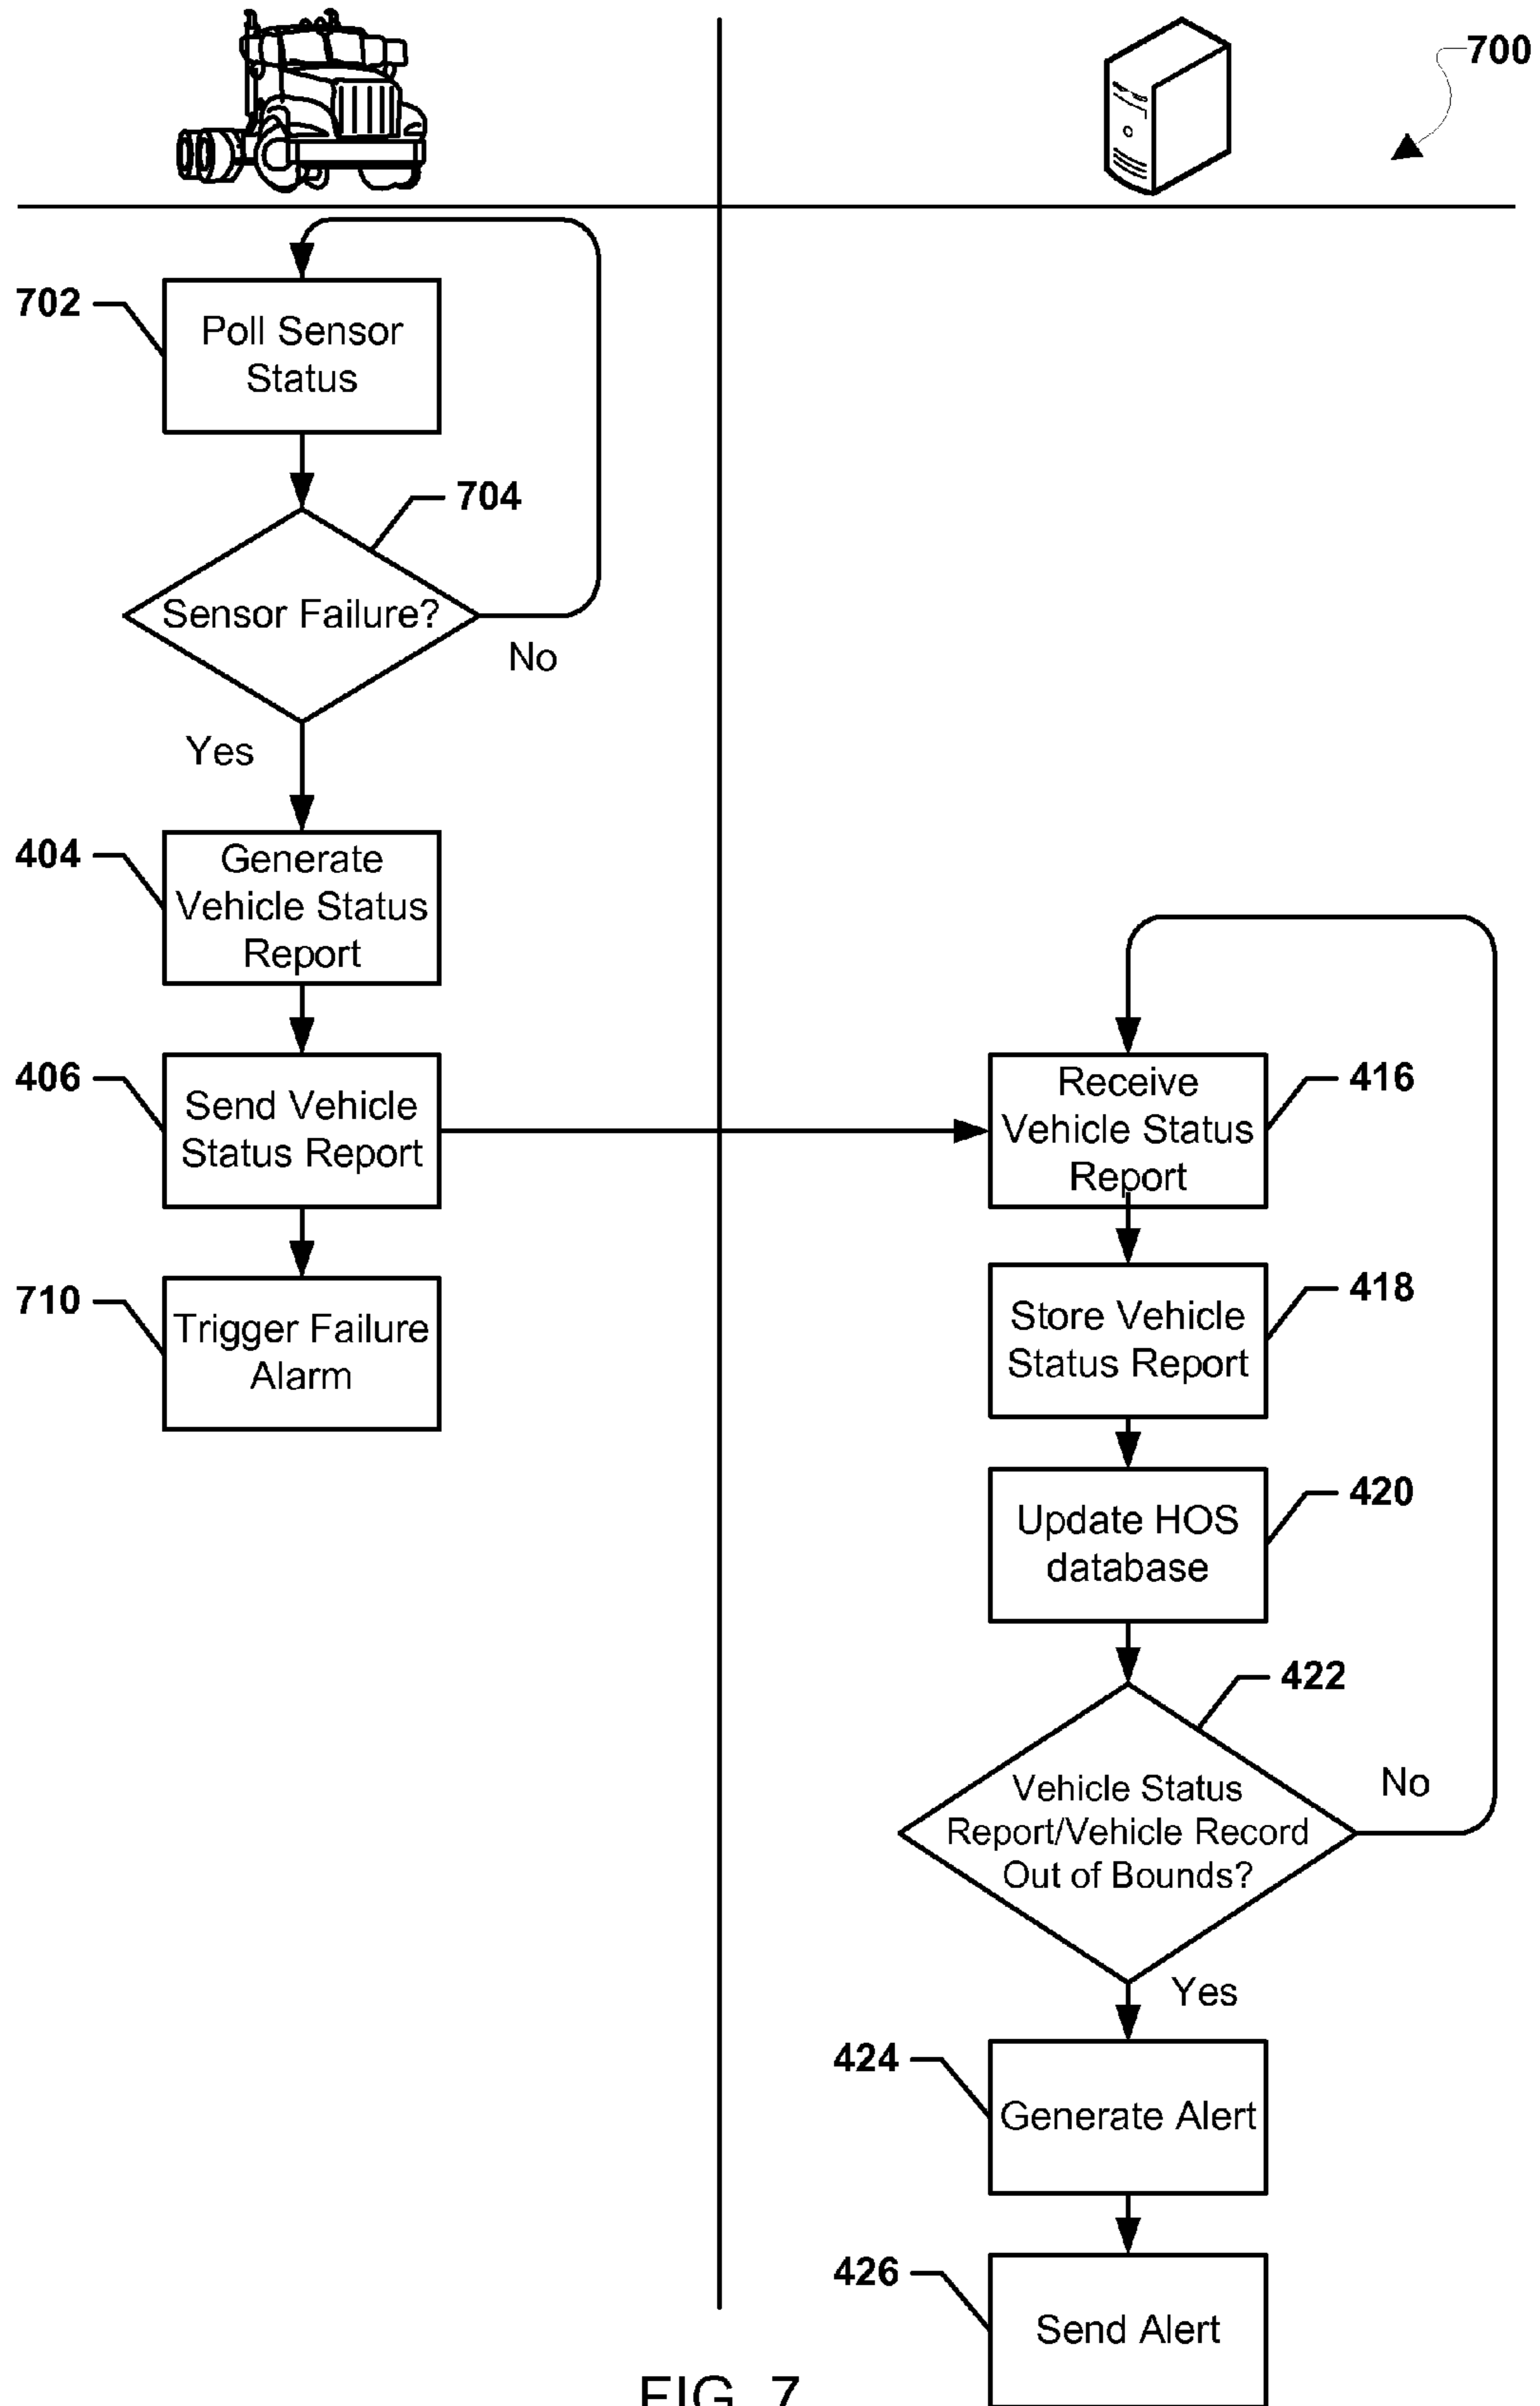 700
702
Poll Sensor
Status
704
Sensor Failure?
No
Yes
404
Generate
Vehicle Status
Report
406
Send Vehicle
Status Report
710
Trigger Failure
Alarm
Receive
Vehicle Status
Report
416
Store Vehicle
Status Report
418
Update HOS
database
420
422
Vehicle Status
Report/Vehicle Record
Out of Bounds?
No
Yes
424
Generate Alert
426
Send Alert
FIG. 7